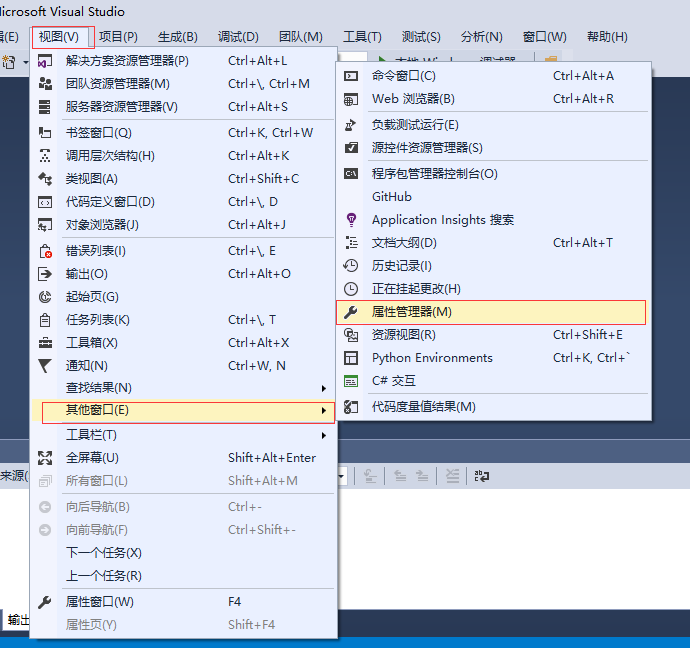 icrosoft Visual Studio
(E) 视图(V) 项目(P) 生成(B) 调试(D) 团队(M) 工具(T) 测试(S) 分析(N) 窗口(W) 帮助(H)
解决方案资源管理器(P) Ctrl+Alt+L
团队资源管理器(M) Ctrl+\, Ctrl+M
服务器资源管理器(V) Ctrl+Alt+S
书签窗口(Q) Ctrl+K, Ctrl+W
调用层次结构(H) Ctrl+Alt+K
类视图(A) Ctrl+Shift+C
代码定义窗口(D) Ctrl+\, D
对象浏览器(J) Ctrl+Alt+J
错误列表(I) Ctrl+\, E
输出(O) Ctrl+Alt+O
起始页(G)
任务列表(K) Ctrl+\, T
工具箱(X) Ctrl+Alt+X
通知(N) Ctrl+W, N
查找结果(N)
其他窗口(E)
工具栏(T)
全屏幕(U) Shift+Alt+Enter
所有窗口(L) Shift+Alt+M
向后导航(B) Ctrl+-
向前导航(F) Ctrl+Shift+-
下一个任务(X)
上一个任务(R)
属性窗口(W) F4
属性页(Y) Shift+F4
命令窗口(C) Ctrl+Alt+A
Web 浏览器(B) Ctrl+Alt+R
负载测试运行(E)
源控件资源管理器(S)
程序包管理器控制台(O)
GitHub
Application Insights 搜索
文档大纲(D) Ctrl+Alt+T
历史记录(I)
正在挂起更改(H)
属性管理器(M)
资源视图(R) Ctrl+Shift+E
Python Environments Ctrl+K, Ctrl+`
C# 交互
代码度量值结果(M)
来源(
输出